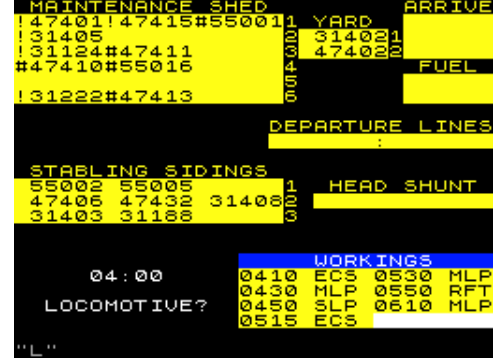 MAINTENANCE SHED
!47401!47415#55001 1
!31405 2
!31124#47411 3
#47410#55016 4
5
!31222#47413 6
YARD
31402 1
47402 2
ARRIVE
FUEL
DEPARTURE LINES
:
STABLING SIDINGS
55002 55005 1
47406 47432 31408 2
31403 31188 3
HEAD SHUNT
04:00
LOCOMOTIVE?
WORKINGS
0410 ECS 0530 MLP
0430 MLP 0550 RFT
0450 SLP 0610 MLP
0515 ECS
"L"